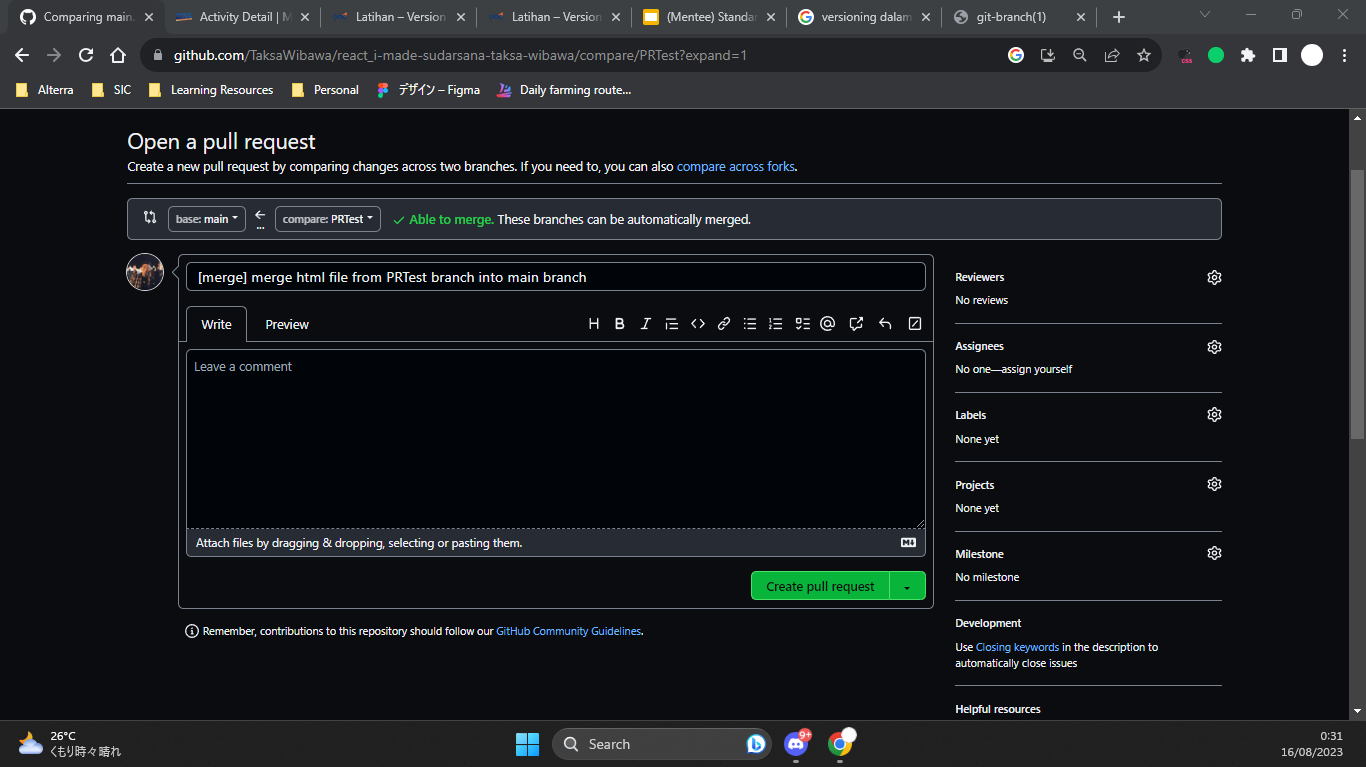 Comparing main.
Activity Detail | M
Latihan – Version
Latihan – Version
(Mentee) Standa
versioning dalam
git-branch(1)
github.com/TaksaWibawa/react_i-made-sudarsana-taksa-wibawa/compare/PRTest?expand=1
Alterra
SIC
Learning Resources
Personal
デザイン – Figma
Daily farming route...
Open a pull request
Create a new pull request by comparing changes across two branches. If you need to, you can also compare across forks.
base: main
...
compare: PRTest
Able to merge. These branches can be automatically merged.
[merge] merge html file from PRTest branch into main branch
Write
Preview
Leave a comment
Attach files by dragging & dropping, selecting or pasting them.
Create pull request
Remember, contributions to this repository should follow our GitHub Community Guidelines.
Reviewers
No reviews
Assignees
No one—assign yourself
Labels
None yet
Projects
None yet
Milestone
No milestone
Development
Use Closing keywords in the description to
automatically close issues
Helpful resources
26°C
くもり時々晴れ
Search
9+
0:31
16/08/2023